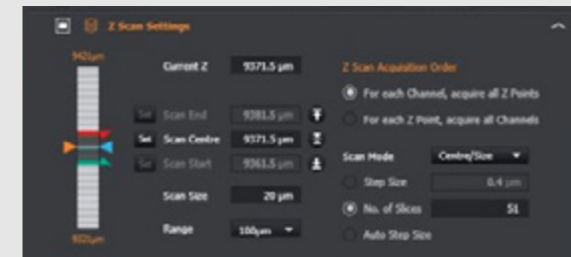 Z Scan Settings
9421µm
Current Z 9371.5 µm
Set Scan End 9381.5 µm
Set Scan Centre 9371.5 µm
Set Scan Start 9361.5 µm
Scan Size 20 µm
Range 100µm
9321µm
Z Scan Acquisition Order
For each Channel, acquire all Z Points
For each Z Point, acquire all Channels
Scan Mode Centre/Size
Step Size 0.4 µm
No. of Slices 51
Auto Step Size